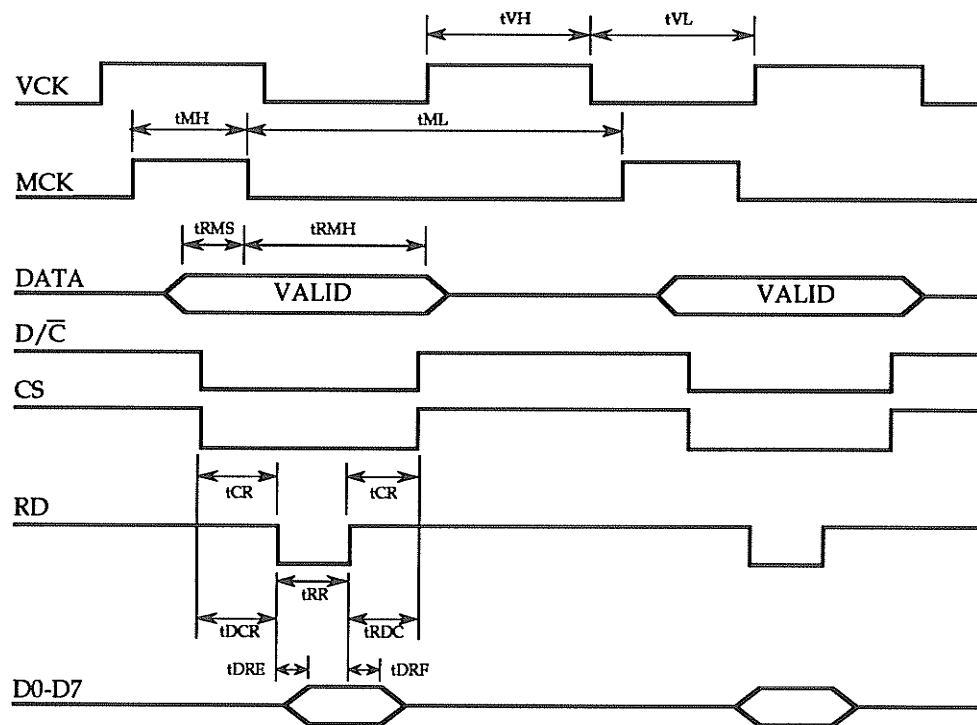 tVH tVL
VCK
tMH tML
MCK
tRMS tRMH
DATA VALID VALID
D/C̅
CS
tCR tCR
RD
tRR
tDCR tRDC
tDRE tDRF
D0-D7